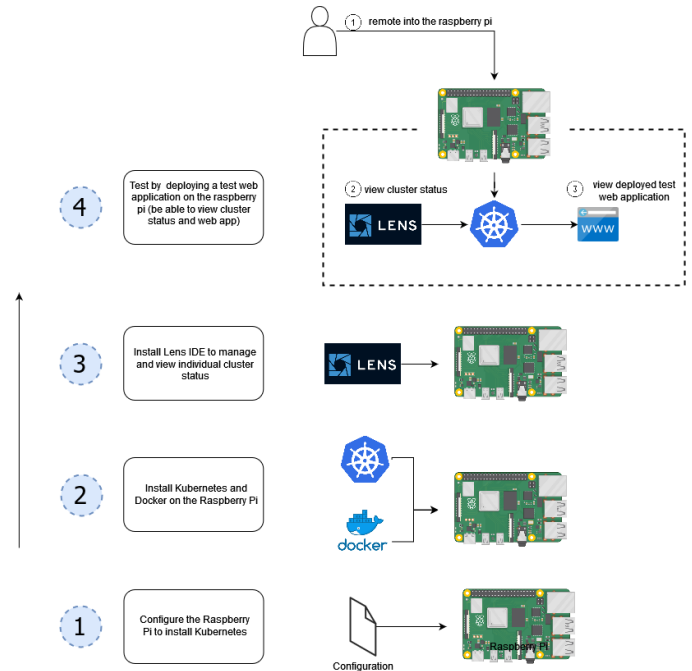 1
remote into the raspberry pi
4
Test by deploying a test web
application on the raspberry
pi (be able to view cluster
status and web app)
2
view cluster status
3
view deployed test
web application
LENS
WWW
3
Install Lens IDE to manage
and view individual cluster
status
LENS
2
Install Kubernetes and
Docker on the Raspberry Pi
docker
1
Configure the Raspberry
Pi to install Kubernetes
Configuration
Raspberry Pi